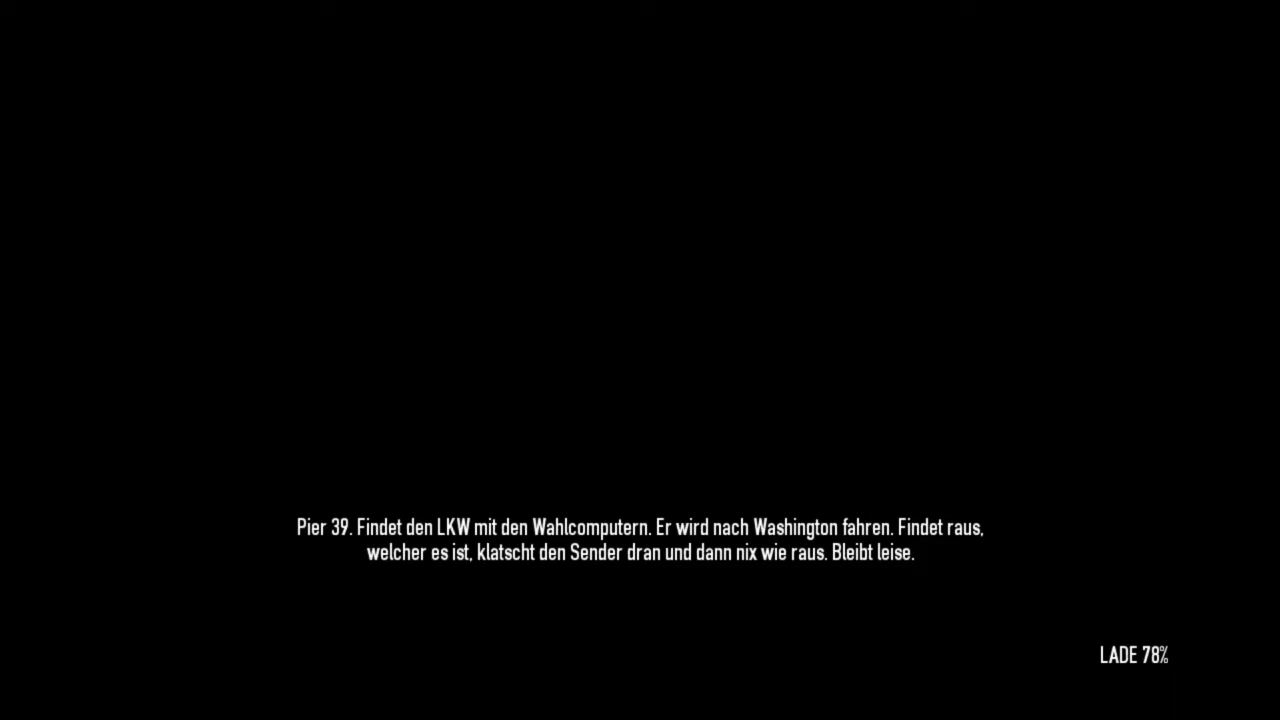 Pier 39. Findet den LKW mit den Wahlcomputern. Er wird nach Washington fahren. Findet raus,
welcher es ist, klatscht den Sender dran und dann nix wie raus. Bleibt leise.
LADE 78%